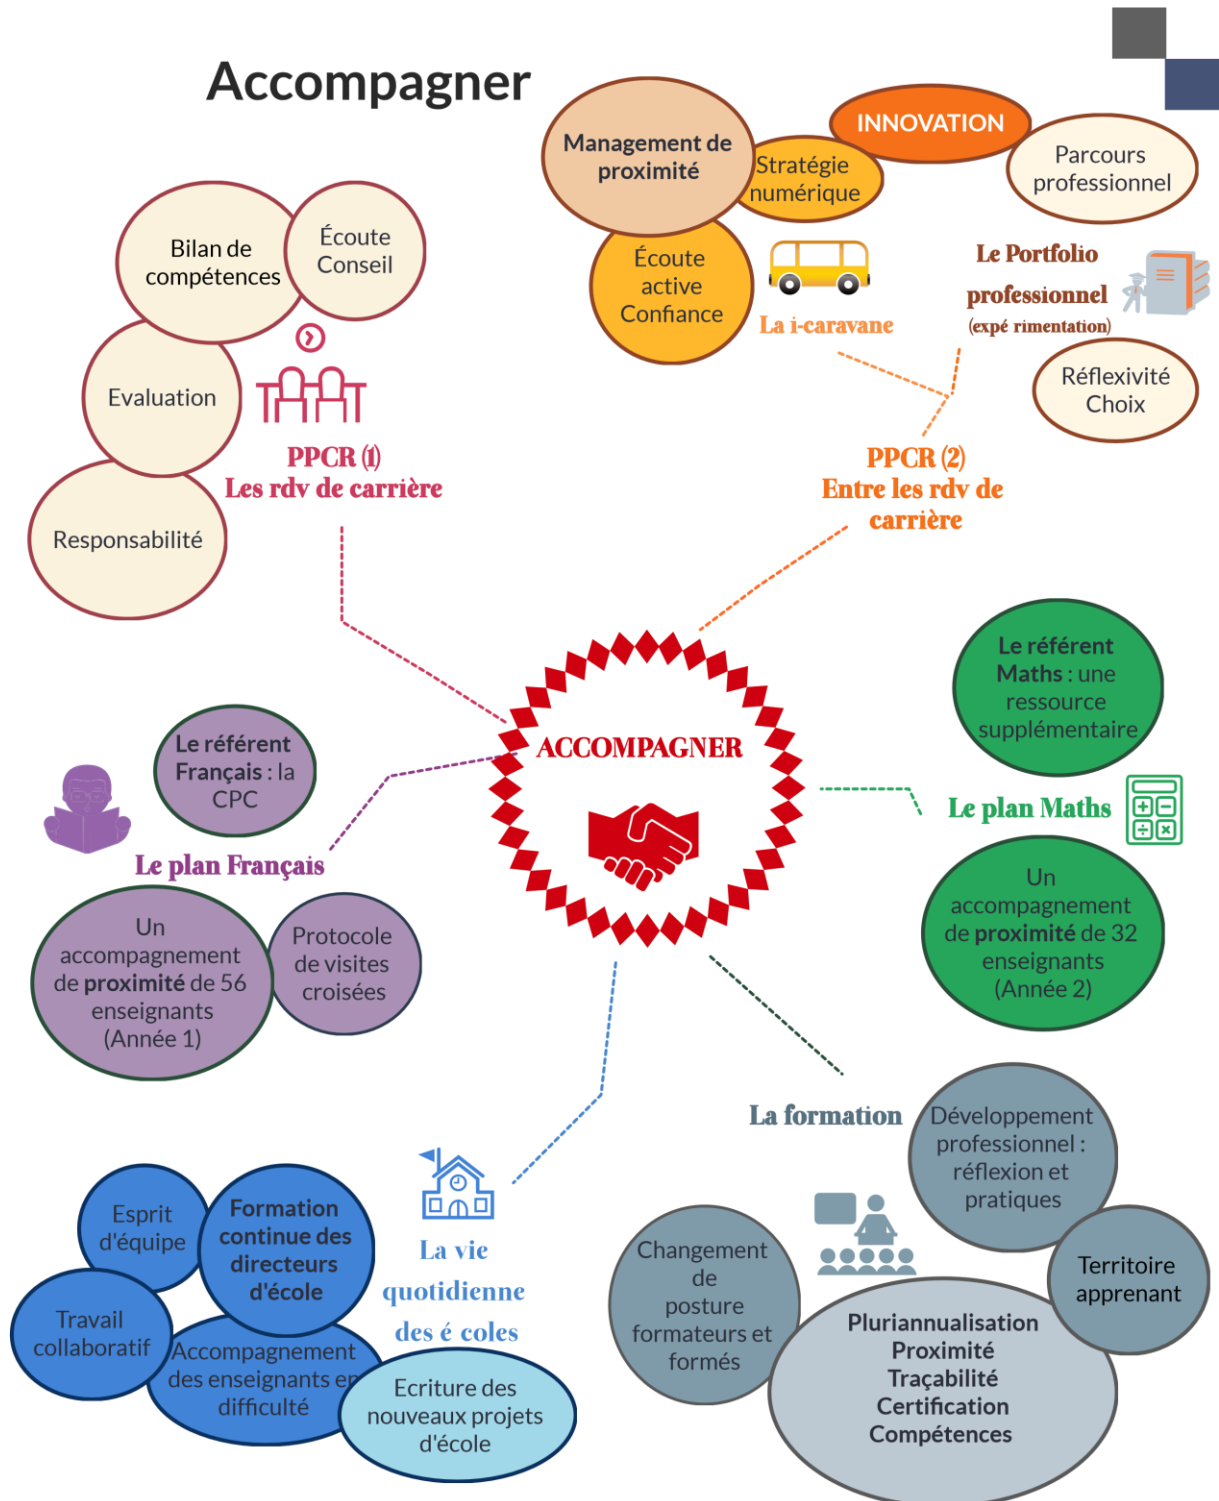 Accompagner
Management de
proximité
INNOVATION
Stratégie
numérique
Parcours
professionnel
Écoute
active
Confiance
La i-caravane
Le Portfolio
professionnel
(expé rimentation)
Réflexivité
Choix
Bilan de
compétences
Écoute
Conseil
Evaluation
Responsabilité
PPCR (1)
Les rdv de carrière
PPCR (2)
Entre les rdv de
carrière
ACCOMPAGNER
Le référent
Maths : une
ressource
supplémentaire
Le plan Maths
Un
accompagnement
de proximité de 32
enseignants
(Année 2)
Le référent
Français : la
CPC
Le plan Français
Un
accompagnement
de proximité de 56
enseignants
(Année 1)
Protocole
de visites
croisées
La formation
Développement
professionnel :
réflexion et
pratiques
Changement
de
posture
formateurs et
formés
Territoire
apprenant
Pluriannualisation
Proximité
Traçabilité
Certification
Compétences
Esprit
d'équipe
Formation
continue des
directeurs
d'école
La vie
quotidienne
des é coles
Travail
collaboratif
Accompagnement
des enseignants en
difficulté
Ecriture des
nouveaux projets
d'école